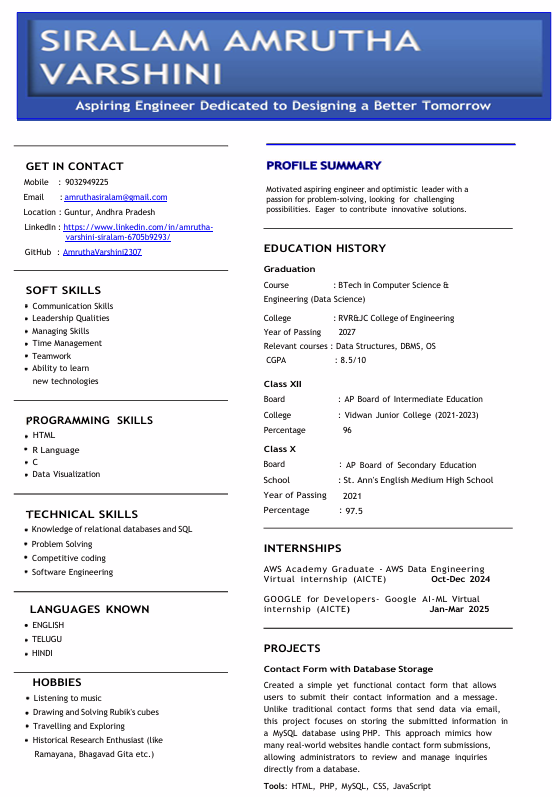 SIRALAM AMRUTHA
VARSHINI
Aspiring Engineer Dedicated to Designing a Better Tomorrow
GET IN CONTACT
Mobile : 9032949225
Email : amruthasiralam@gmail.com
Location : Guntur, Andhra Pradesh
LinkedIn : https://www.linkedin.com/in/amrutha-
varshini-siralam-6705b9293/
GitHub : AmruthaVarshini2307
SOFT SKILLS
• Communication Skills
• Leadership Qualities
• Managing Skills
• Time Management
• Teamwork
• Ability to learn
new technologies
PROGRAMMING SKILLS
• HTML
• R Language
• C
• Data Visualization
TECHNICAL SKILLS
• Knowledge of relational databases and SQL
• Problem Solving
• Competitive coding
• Software Engineering
LANGUAGES KNOWN
• ENGLISH
• TELUGU
• HINDI
HOBBIES
• Listening to music
• Drawing and Solving Rubik's cubes
• Travelling and Exploring
• Historical Research Enthusiast (like
Ramayana, Bhagavad Gita etc.)
PROFILE SUMMARY
Motivated aspiring engineer and optimistic leader with a
passion for problem-solving, looking for challenging
possibilities. Eager to contribute innovative solutions.
EDUCATION HISTORY
Graduation
Course : BTech in Computer Science &
Engineering (Data Science)
College : RVR&JC College of Engineering
Year of Passing 2027
Relevant courses : Data Structures, DBMS, OS
CGPA : 8.5/10
Class XII
Board : AP Board of Intermediate Education
College : Vidwan Junior College (2021-2023)
Percentage 96
Class X
Board : AP Board of Secondary Education
School : St. Ann's English Medium High School
Year of Passing 2021
Percentage : 97.5
INTERNSHIPS
AWS Academy Graduate - AWS Data Engineering
Virtual internship (AICTE) Oct-Dec 2024
GOOGLE for Developers- Google AI-ML Virtual
internship (AICTE) Jan-Mar 2025
PROJECTS
Contact Form with Database Storage
Created a simple yet functional contact form that allows
users to submit their contact information and a message.
Unlike traditional contact forms that send data via email,
this project focuses on storing the submitted information in
a MySQL database using PHP. This approach mimics how
many real-world websites handle contact form submissions,
allowing administrators to review and manage inquiries
directly from a database.
Tools: HTML, PHP, MySQL, CSS, JavaScript